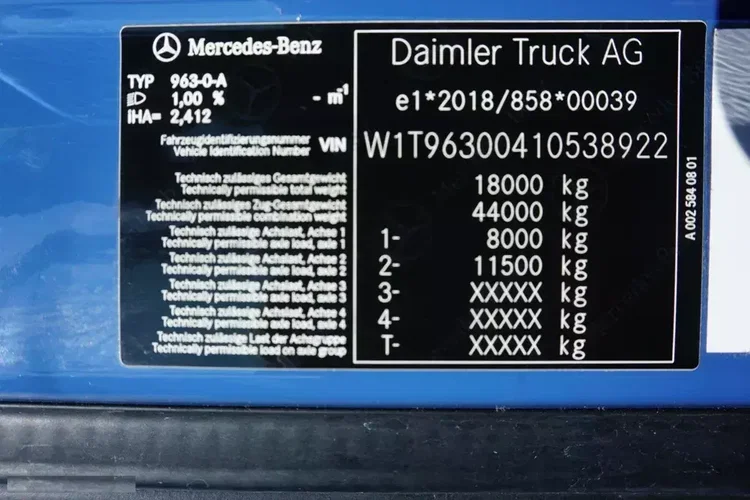 Mercedes-Benz
TYP 963-0-A
1,00 % - m⁻¹
IHA= 2,412
Fahrzeugidentifizierungsnummer
Vehicle Identification Number VIN
Technisch zulässiges Gesamtgewicht
Technically permissible total weight
Technisch zulässiges Zug-Gesamtgewicht
Technically permissible combination weight
Technisch zulässige Achslast, Achse 1
Technically permissible axle load, axle 1
Technisch zulässige Achslast, Achse 2
Technically permissible axle load, axle 2
Technisch zulässige Achslast, Achse 3
Technically permissible axle load, axle 3
Technisch zulässige Achslast, Achse 4
Technically permissible axle load, axle 4
Technisch zulässige Last der Achsgruppe
Technically permissible load on axle group
Daimler Truck AG
e1*2018/858*00039
W1T96300410538922
18000 kg
44000 kg
1- 8000 kg
2- 11500 kg
3- XXXXX kg
4- XXXXX kg
T- XXXXX kg
A 002 584 08 01